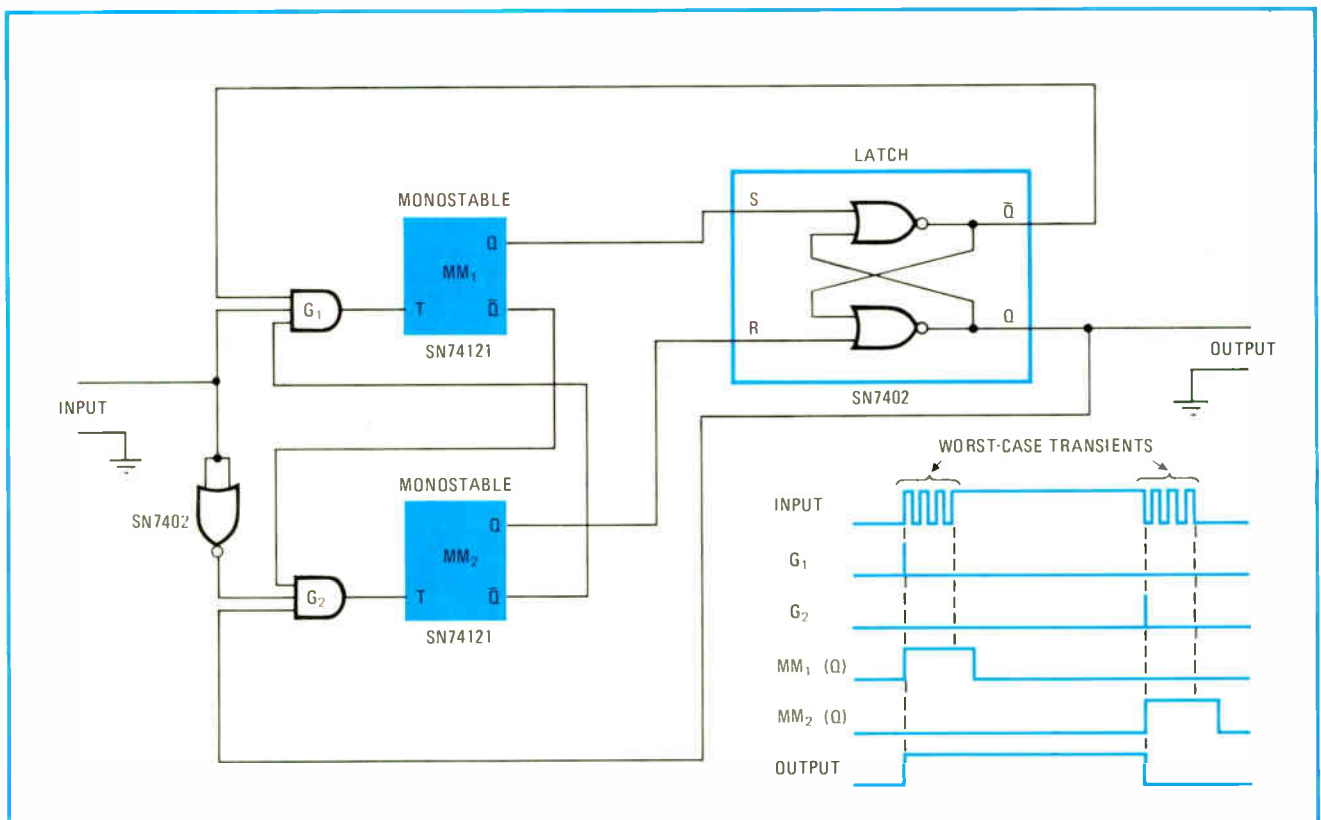 LATCH
MONOSTABLE
S
Q̅
Q
MM₁
G₁
T
Q̅
Q
R
SN74121
OUTPUT
INPUT
SN7402
WORST-CASE TRANSIENTS
MONOSTABLE
INPUT
Q
SN7402
MM₂
G₁
G₂
T
Q̅
G₂
SN74121
MM₁ (Q)
MM₂ (Q)
OUTPUT